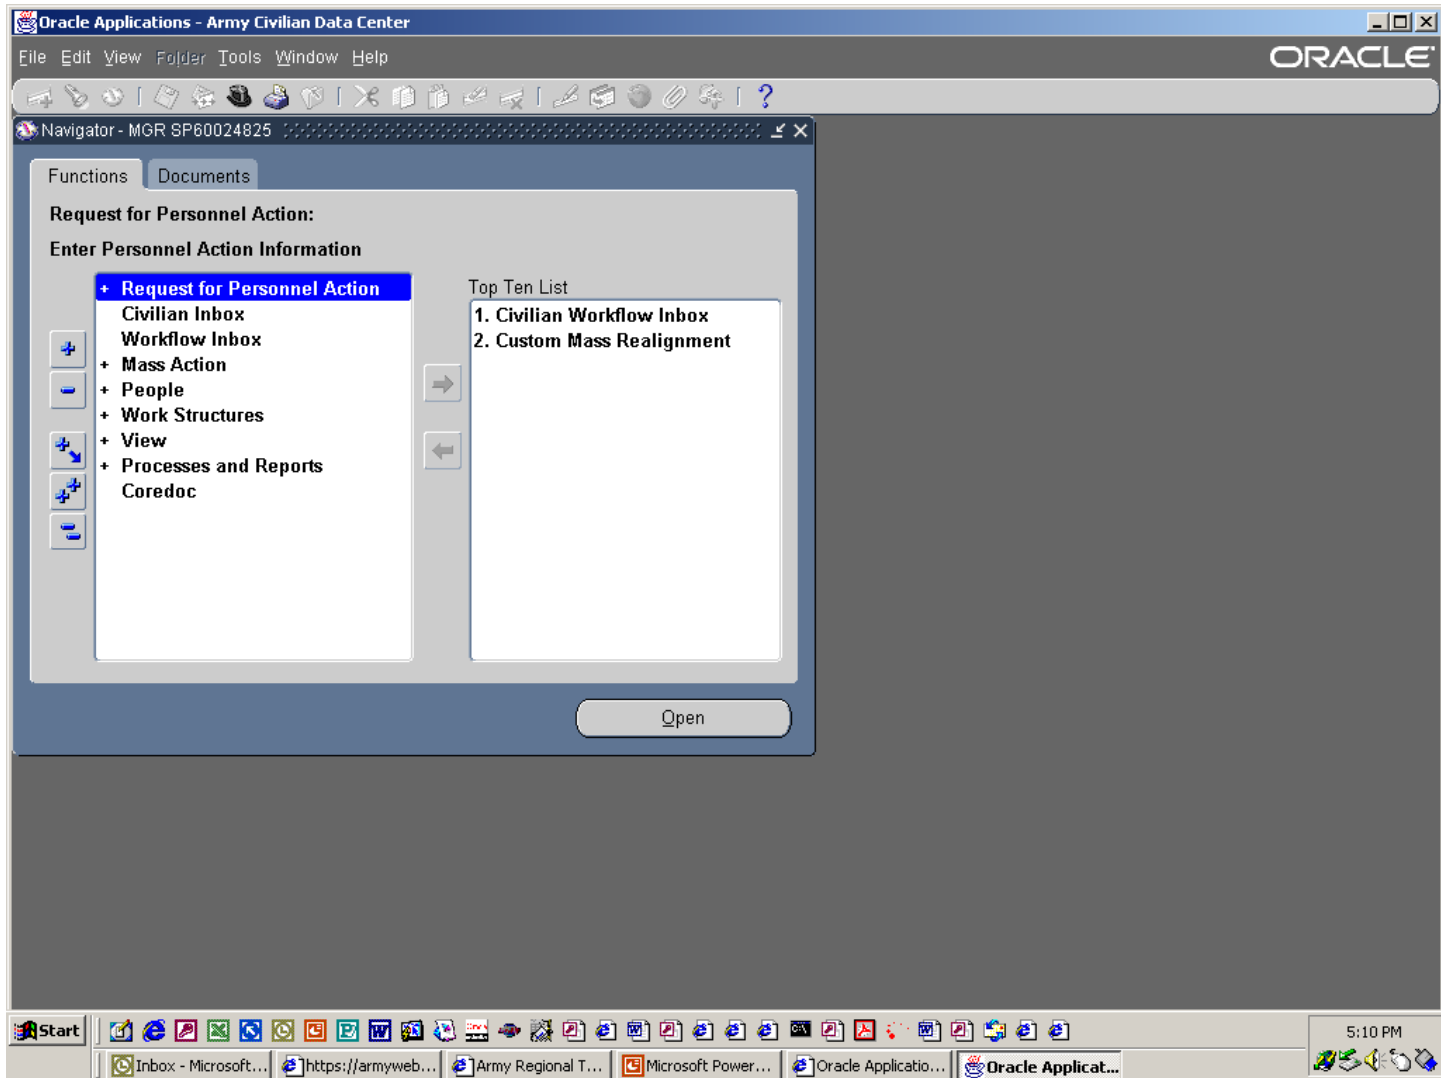 Oracle Applications - Army Civilian Data Center
File Edit View Folder Tools Window Help
ORACLE
Navigator - MGR SP60024825
Functions Documents
Request for Personnel Action:
Enter Personnel Action Information
+ Request for Personnel Action
Civilian Inbox
Workflow Inbox
+ Mass Action
+ People
+ Work Structures
+ View
+ Processes and Reports
Coredoc
Top Ten List
1. Civilian Workflow Inbox
2. Custom Mass Realignment
Open
Start
5:10 PM
Inbox - Microsoft... https://armyweb... Army Regional T... Microsoft Power... Oracle Applicatio... Oracle Applicat...